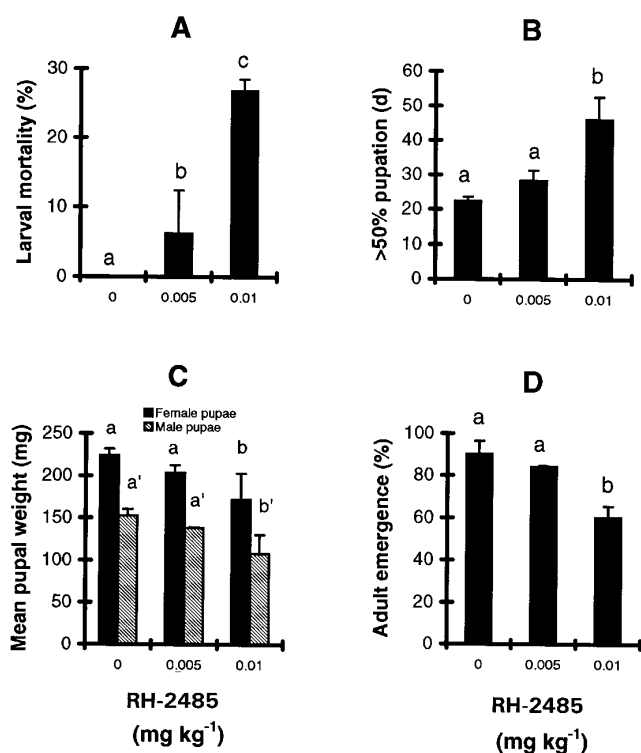 A
Larval mortality (%)
30
20
10
0
a
b
c
0 0.005 0.01
B
>50% pupation (d)
60
50
40
30
20
10
0
a
a
b
0 0.005 0.01
C
Female pupae
Male pupae
Mean pupal weight (mg)
250
200
150
100
50
0
a
a'
a
a'
b
b'
0 0.005 0.01
RH-2485
(mg kg⁻¹)
D
Adult emergence (%)
100
80
60
40
20
0
a
a
b
0 0.005 0.01
RH-2485
(mg kg⁻¹)